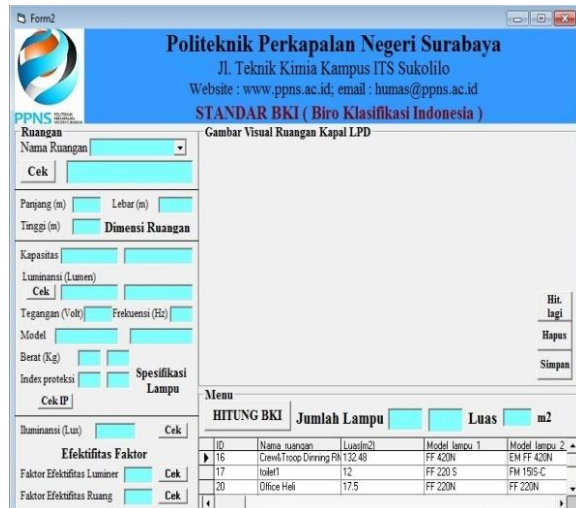 Form2
Politeknik Perkapalan Negeri Surabaya
Jl. Teknik Kimia Kampus ITS Sukolilo
Website : www.ppns.ac.id; email : humas@ppns.ac.id
STANDAR BKI ( Biro Klasifikasi Indonesia )
PPNS
Ruangan
Nama Ruangan
Cek
Panjang (m) Lebar (m)
Tinggi (m) Dimensi Ruangan
Kapasitas
Luminansi (Lumen)
Cek
Tegangan (Volt) Frekuensi (Hz)
Model
Berat (Kg)
Index proteksi Spesifikasi Lampu
Cek IP
Iluminansi (Lux) Cek
Efektifitas Faktor
Faktor Efektifitas Luminer Cek
Faktor Efektifitas Ruang Cek
Gambar Visual Ruangan Kapal LPD
Hit. lagi
Hapus
Simpan
Menu
HITUNG BKI Jumlah Lampu Luas m2
ID Nama ruangan Luas(m2) Model lampu 1 Model lampu 2
16 Crew&Troop Dinning RM 132.48 FF 420N EM FF 420N
17 toilet1 12 FF 220 S FM 15IS-C
20 Office Heli 17.5 FF 220N FF 220N